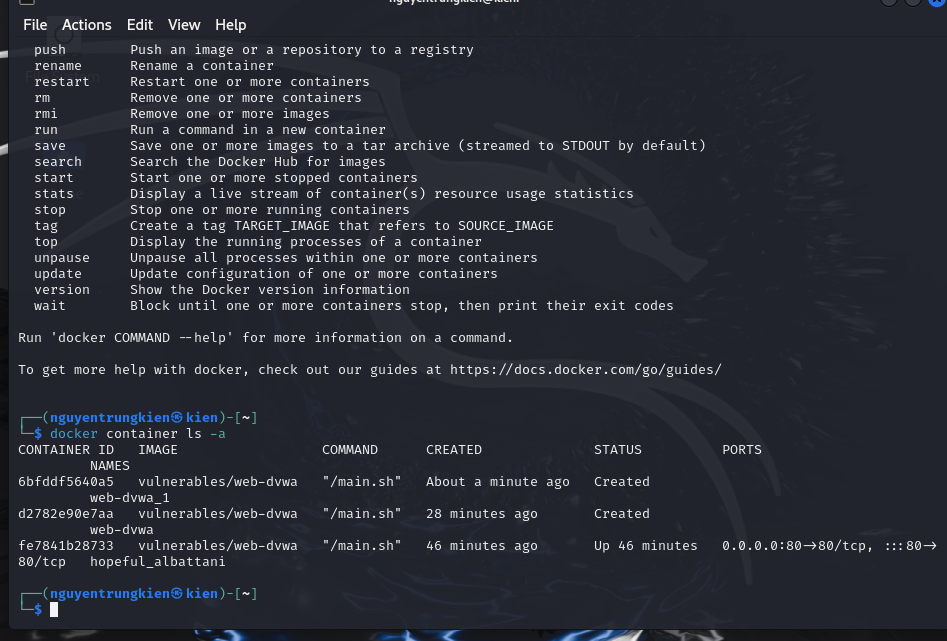 nguyentrungkien@kien:
File Actions Edit View Help
push Push an image or a repository to a registry
rename Rename a container
restart Restart one or more containers
rm Remove one or more containers
rmi Remove one or more images
run Run a command in a new container
save Save one or more images to a tar archive (streamed to STDOUT by default)
search Search the Docker Hub for images
start Start one or more stopped containers
stats Display a live stream of container(s) resource usage statistics
stop Stop one or more running containers
tag Create a tag TARGET_IMAGE that refers to SOURCE_IMAGE
top Display the running processes of a container
unpause Unpause all processes within one or more containers
update Update configuration of one or more containers
version Show the Docker version information
wait Block until one or more containers stop, then print their exit codes
Run 'docker COMMAND --help' for more information on a command.
To get more help with docker, check out our guides at https://docs.docker.com/go/guides/
┌──(nguyentrungkien㉿kien)-[~]
└─$ docker container ls -a
CONTAINER ID IMAGE COMMAND CREATED STATUS PORTS
NAMES
6bfddf5640a5 vulnerables/web-dvwa "/main.sh" About a minute ago Created
web-dvwa_1
d2782e90e7aa vulnerables/web-dvwa "/main.sh" 28 minutes ago Created
web-dvwa
fe7841b28733 vulnerables/web-dvwa "/main.sh" 46 minutes ago Up 46 minutes 0.0.0.0:80->80/tcp, :::80->
80/tcp hopeful_albattani
┌──(nguyentrungkien㉿kien)-[~]
└─$